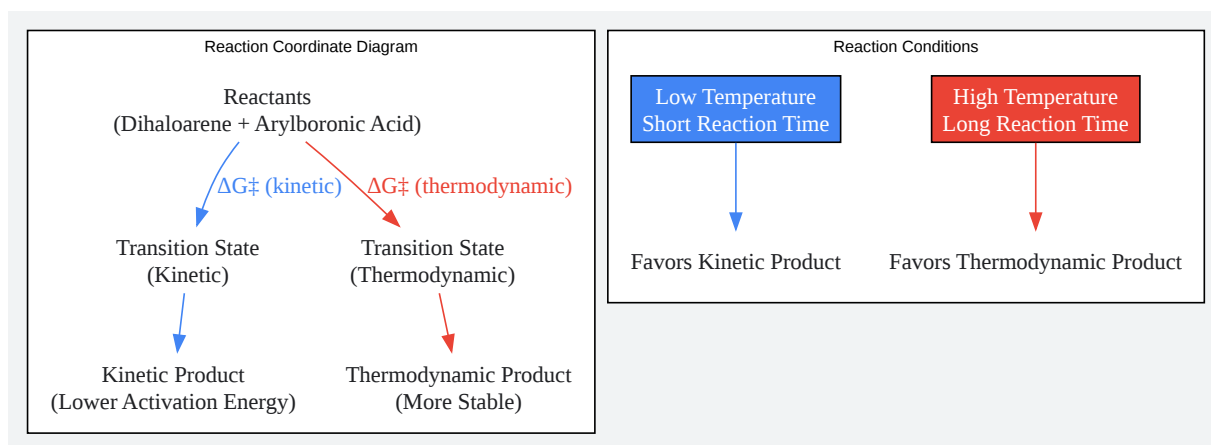 Reaction Coordinate Diagram
Reactants
(Dihaloarene + Arylboronic Acid)
ΔG‡ (kinetic)
ΔG‡ (thermodynamic)
Transition State
(Kinetic)
Transition State
(Thermodynamic)
Kinetic Product
(Lower Activation Energy)
Thermodynamic Product
(More Stable)
Reaction Conditions
Low Temperature
Short Reaction Time
High Temperature
Long Reaction Time
Favors Kinetic Product
Favors Thermodynamic Product